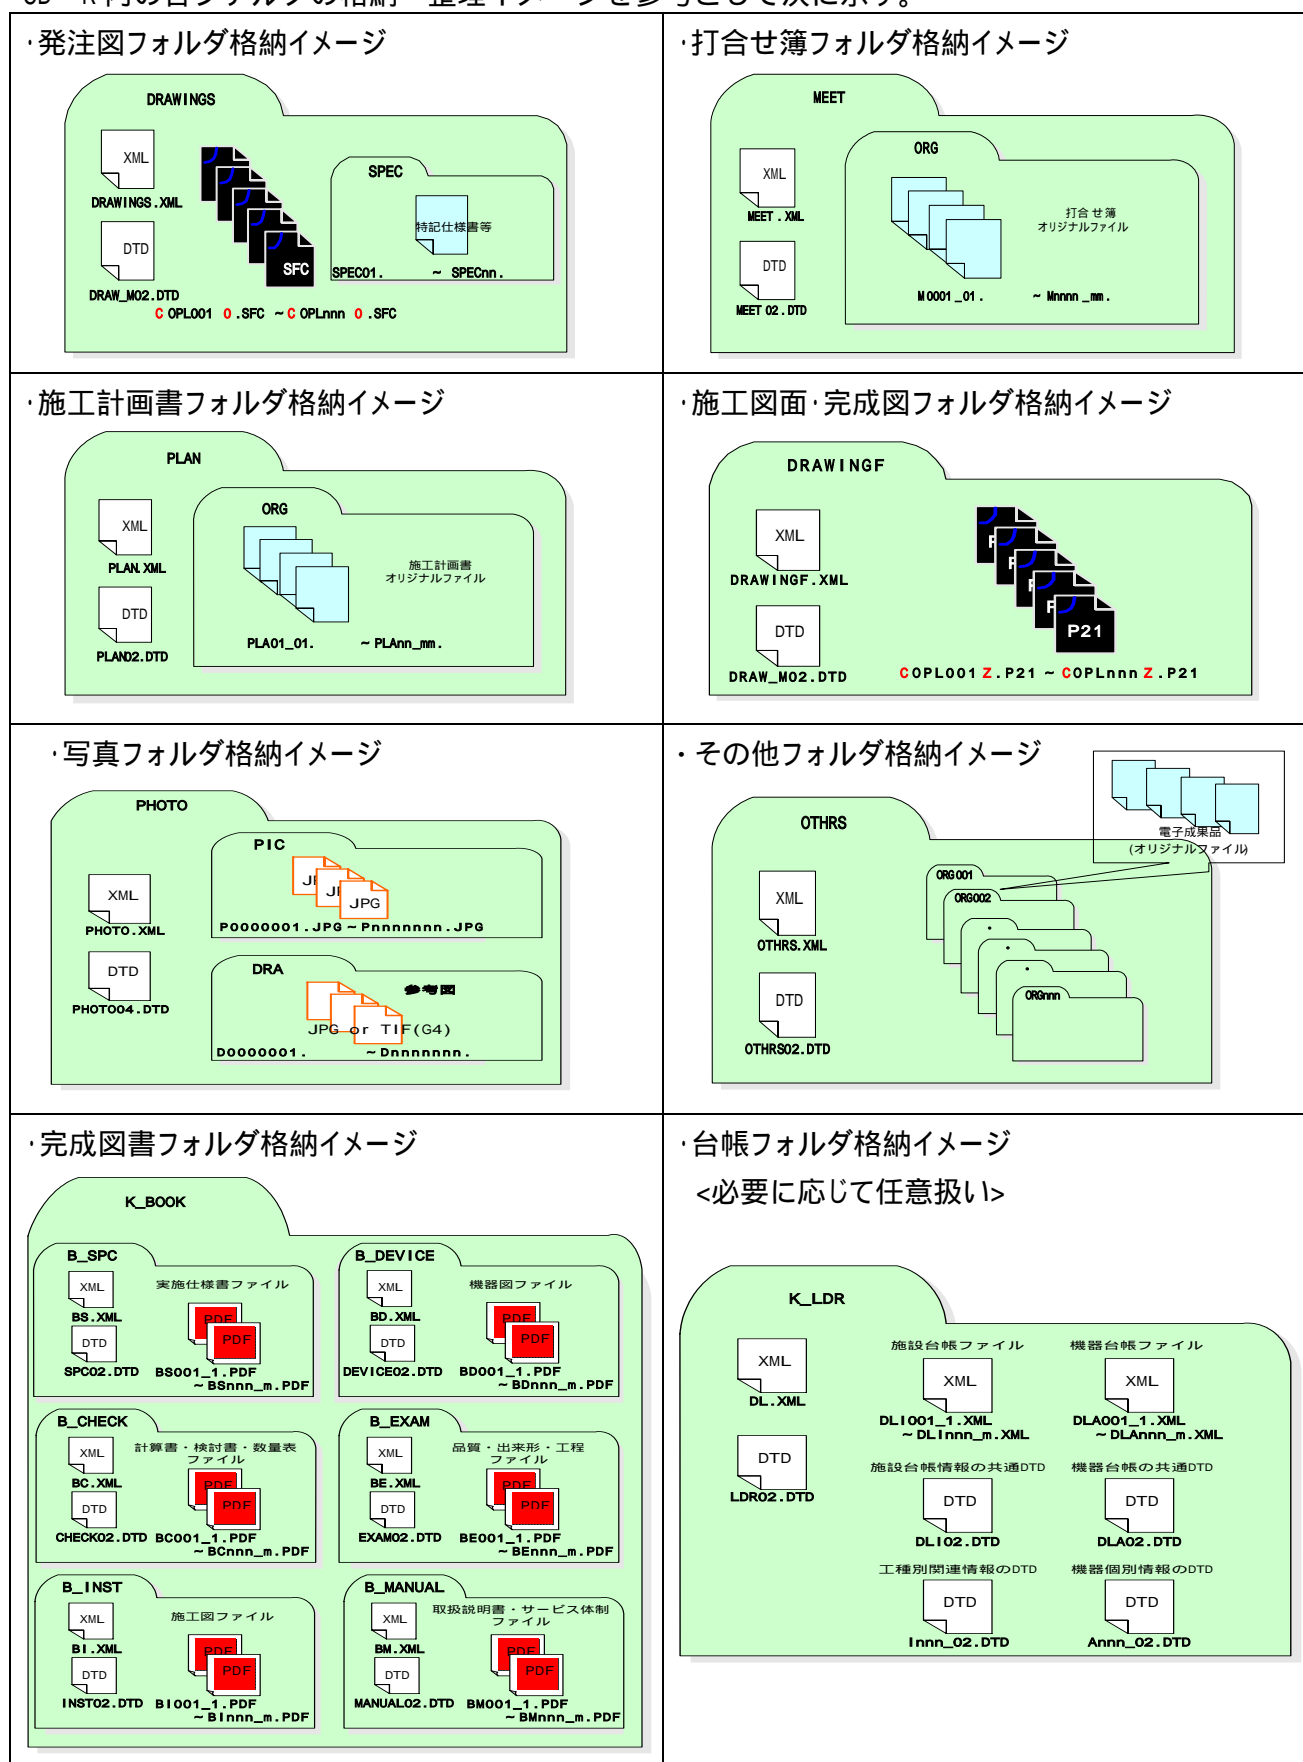 ・発注図フォルダ格納イメージ
DRAWINGS
XML
DRAWINGS.XML
DTD
DRAW_M02.DTD
SFC
COPL001 0.SFC ~COPLnnn 0.SFC
SPEC
特記仕様書等
SPEC01. ~ SPECnn.
・打合せ簿フォルダ格納イメージ
MEET
XML
MEET.XML
DTD
MEET02.DTD
ORG
打合せ簿
オリジナルファイル
M0001_01. ~ Mnnnn_mm.
・施工計画書フォルダ格納イメージ
PLAN
XML
PLAN.XML
DTD
PLAN02.DTD
ORG
施工計画書
オリジナルファイル
PLA01_01. ~PLAnn_mm.
・施工図面・完成図フォルダ格納イメージ
DRAWINGF
XML
DRAWINGF.XML
DTD
DRAW_M02.DTD
P21
COPL001Z.P21 ~ COPLnnnZ.P21
・写真フォルダ格納イメージ
PHOTO
XML
PHOTO.XML
DTD
PHOTO04.DTD
PIC
JPG
P0000001.JPG~Pnnnnnnn.JPG
DRA
参考図
JPG or TIF(G4)
D0000001. ~Dnnnnnnn.
・その他フォルダ格納イメージ
電子成果品
(オリジナルファイル)
OTHRS
XML
OTHRS.XML
DTD
OTHRS02.DTD
ORG001
ORG002
・
・
・
ORGnnn
・完成図書フォルダ格納イメージ
K_BOOK
B_SPC
XML
BS.XML
DTD
SPC02.DTD
実施仕様書ファイル
PDF
PDF
BS001_1.PDF
~BSnnn_m.PDF
B_DEVICE
XML
BD.XML
DTD
DEVICE02.DTD
機器図ファイル
PDF
PDF
BD001_1.PDF
~BDnnn_m.PDF
B_CHECK
XML
BC.XML
DTD
CHECK02.DTD
計算書・検討書・数量表
ファイル
PDF
PDF
BC001_1.PDF
~BCnnn_m.PDF
B_EXAM
XML
BE.XML
DTD
EXAM02.DTD
品質・出来形・工程
ファイル
PDF
PDF
BE001_1.PDF
~BEnnn_m.PDF
B_INST
XML
BI.XML
DTD
INST02.DTD
施工図ファイル
PDF
PDF
BI001_1.PDF
~BInnn_m.PDF
B_MANUAL
XML
BM.XML
DTD
MANUAL02.DTD
取扱説明書・サービス体制
ファイル
PDF
PDF
BM001_1.PDF
~BMnnn_m.PDF
・台帳フォルダ格納イメージ
<必要に応じて任意扱い>
K_LDR
XML
DL.XML
DTD
LDR02.DTD
施設台帳ファイル
XML
DLI001_1.XML
~DLInnn_m.XML
機器台帳ファイル
XML
DLA001_1.XML
~DLAnnn_m.XML
施設台帳情報の共通DTD
DTD
DLI02.DTD
機器台帳の共通DTD
DTD
DLA02.DTD
工種別関連情報のDTD
DTD
Innn_02.DTD
機器個別情報のDTD
DTD
Annn_02.DTD